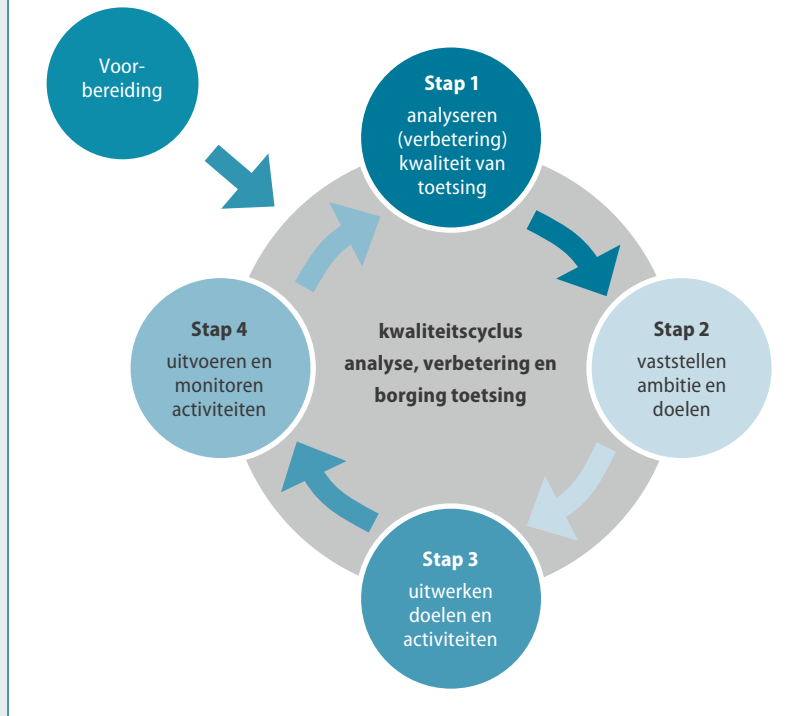 Voor-
bereiding
Stap 1
analyseren
(verbetering)
kwaliteit van
toetsing
Stap 2
vaststellen
ambitie en
doelen
Stap 3
uitwerken
doelen en
activiteiten
Stap 4
uitvoeren en
monitoren
activiteiten
kwaliteitscyclus
analyse, verbetering en
borging toetsing